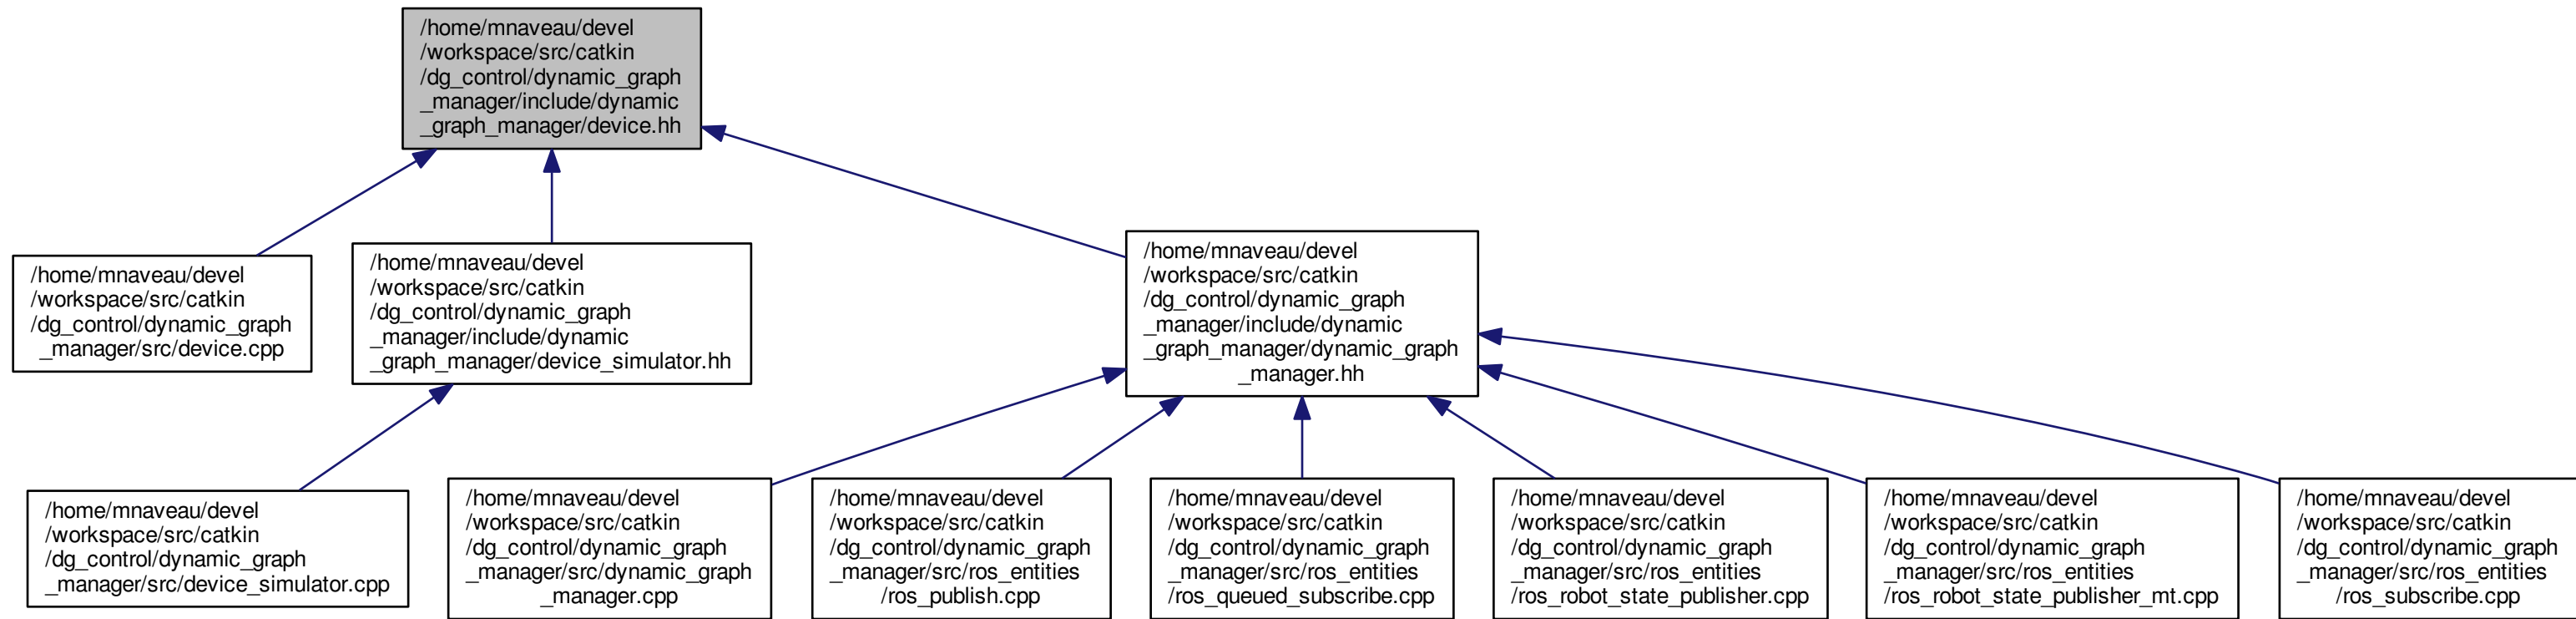 /home/mnaveau/devel
/workspace/src/catkin
/dg_control/dynamic_graph
_manager/include/dynamic
_graph_manager/device.hh
/home/mnaveau/devel
/workspace/src/catkin
/dg_control/dynamic_graph
_manager/src/device.cpp
/home/mnaveau/devel
/workspace/src/catkin
/dg_control/dynamic_graph
_manager/include/dynamic
_graph_manager/device_simulator.hh
/home/mnaveau/devel
/workspace/src/catkin
/dg_control/dynamic_graph
_manager/include/dynamic
_graph_manager/dynamic_graph
_manager.hh
/home/mnaveau/devel
/workspace/src/catkin
/dg_control/dynamic_graph
_manager/src/device_simulator.cpp
/home/mnaveau/devel
/workspace/src/catkin
/dg_control/dynamic_graph
_manager/src/dynamic_graph
_manager.cpp
/home/mnaveau/devel
/workspace/src/catkin
/dg_control/dynamic_graph
_manager/src/ros_entities
/ros_publish.cpp
/home/mnaveau/devel
/workspace/src/catkin
/dg_control/dynamic_graph
_manager/src/ros_entities
/ros_queued_subscribe.cpp
/home/mnaveau/devel
/workspace/src/catkin
/dg_control/dynamic_graph
_manager/src/ros_entities
/ros_robot_state_publisher.cpp
/home/mnaveau/devel
/workspace/src/catkin
/dg_control/dynamic_graph
_manager/src/ros_entities
/ros_robot_state_publisher_mt.cpp
/home/mnaveau/devel
/workspace/src/catkin
/dg_control/dynamic_graph
_manager/src/ros_entities
/ros_subscribe.cpp